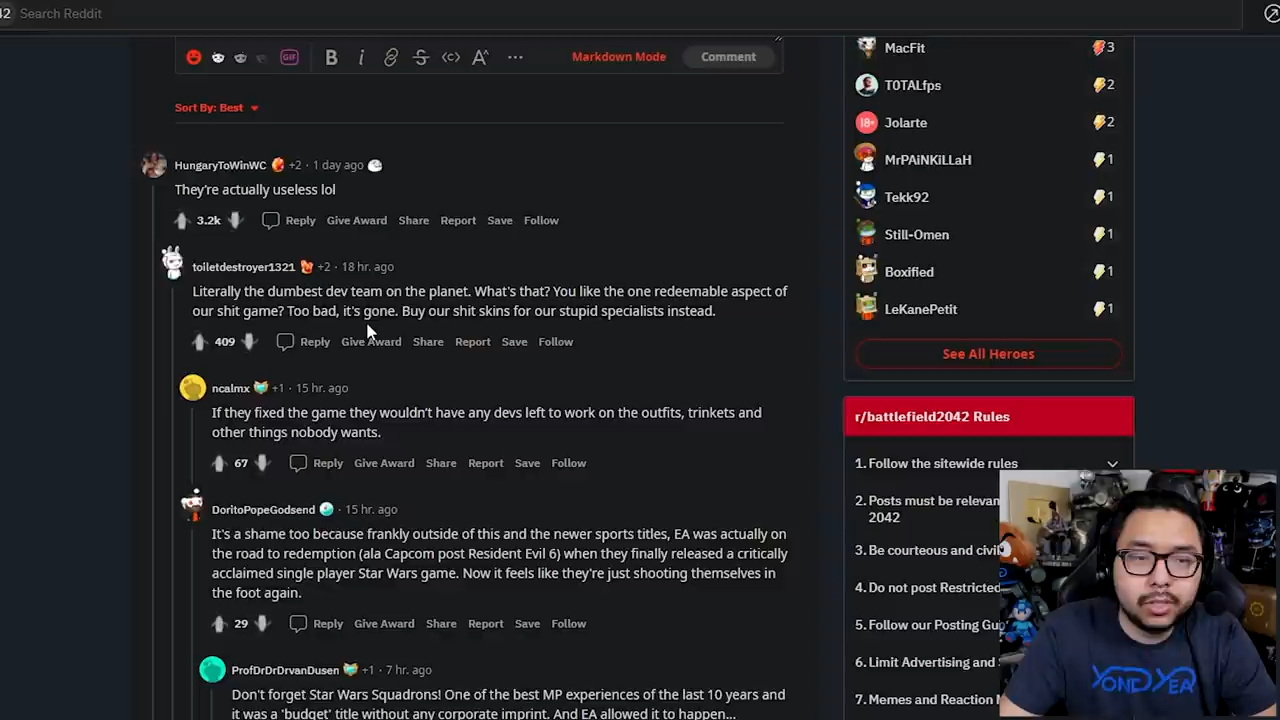 42 Search Reddit
B i A
Markdown Mode
Comment
GIF
Sort By: Best
HungaryToWinWC +2 · 1 day ago
They're actually useless lol
3.2k Reply Give Award Share Report Save Follow
toiletdestroyer1321 +2 · 18 hr. ago
Literally the dumbest dev team on the planet. What's that? You like the one redeemable aspect of
our shit game? Too bad, it's gone. Buy our shit skins for our stupid specialists instead.
409 Reply Give Award Share Report Save Follow
ncalmx +1 · 15 hr. ago
If they fixed the game they wouldn't have any devs left to work on the outfits, trinkets and
other things nobody wants.
67 Reply Give Award Share Report Save Follow
DoritoPopeGodsend · 15 hr. ago
It's a shame too because frankly outside of this and the newer sports titles, EA was actually on
the road to redemption (ala Capcom post Resident Evil 6) when they finally released a critically
acclaimed single player Star Wars game. Now it feels like they're just shooting themselves in
the foot again.
29 Reply Give Award Share Report Save Follow
ProfDrDrDrvanDusen +1 · 7 hr. ago
Don't forget Star Wars Squadrons! One of the best MP experiences of the last 10 years and
it was a 'budget' title without any corporate imprint. And EA allowed it to happen...
MacFit 3
T0TALfps 2
18+ Jolarte 2
MrPAiNKiLLaH 1
Tekk92 1
Still-Omen 1
Boxified 1
LeKanePetit 1
See All Heroes
r/battlefield2042 Rules
1. Follow the sitewide rules
2. Posts must be relevan
2042
3. Be courteous and civi
4. Do not post Restricted
5. Follow our Posting Gu
6. Limit Advertising and S
7. Memes and Reaction M
YONGYEA